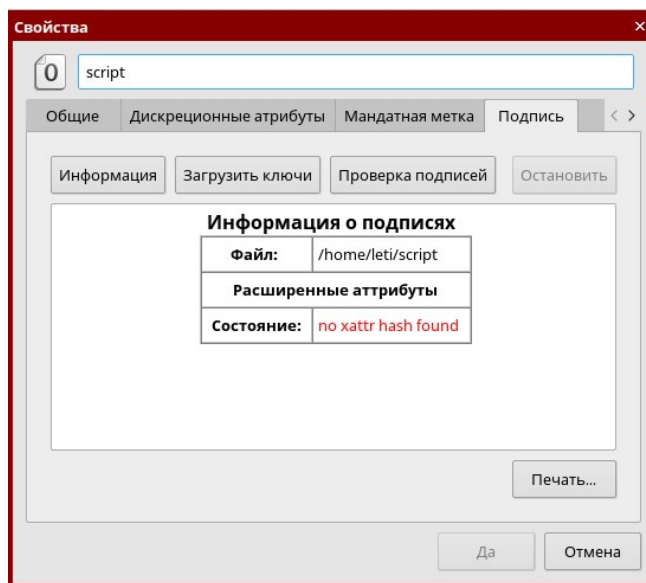 Свойства ×
0 script
Общие Дискреционные атрибуты Мандатная метка Подпись < >
Информация Загрузить ключи Проверка подписей Остановить
Информация о подписях
Файл: /home/leti/script
Расширенные аттрибуты
Состояние: no xattr hash found
Печать...
Да Отмена